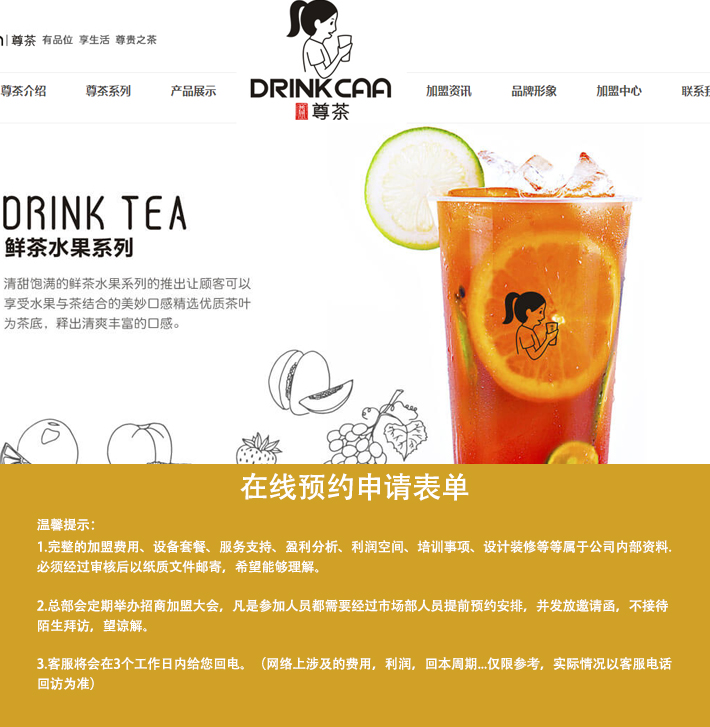 尊茶 有品位 享生活 尊贵之茶
DRINKCAA
尊茶
尊茶介绍 尊茶系列 产品展示 加盟资讯 品牌形象 加盟中心 联系
DRINK TEA
鲜茶水果系列
清甜饱满的鲜茶水果系列的推出让顾客可以
享受水果与茶结合的美妙口感精选优质茶叶
为茶底，释出清爽丰富的口感。
在线预约申请表单
温馨提示：
1.完整的加盟费用、设备套餐、服务支持、盈利分析、利润空间、培训事项、设计装修等等属于公司内部资料.
必须经过审核后以纸质文件邮寄，希望能够理解。
2.总部会定期举办招商加盟大会，凡是参加人员都需要经过市场部人员提前预约安排，并发放邀请函，不接待
陌生拜访，望谅解。
3.客服将会在3个工作日内给您回电。（网络上涉及的费用，利润，回本周期...仅限参考，实际情况以客服电话
回访为准）